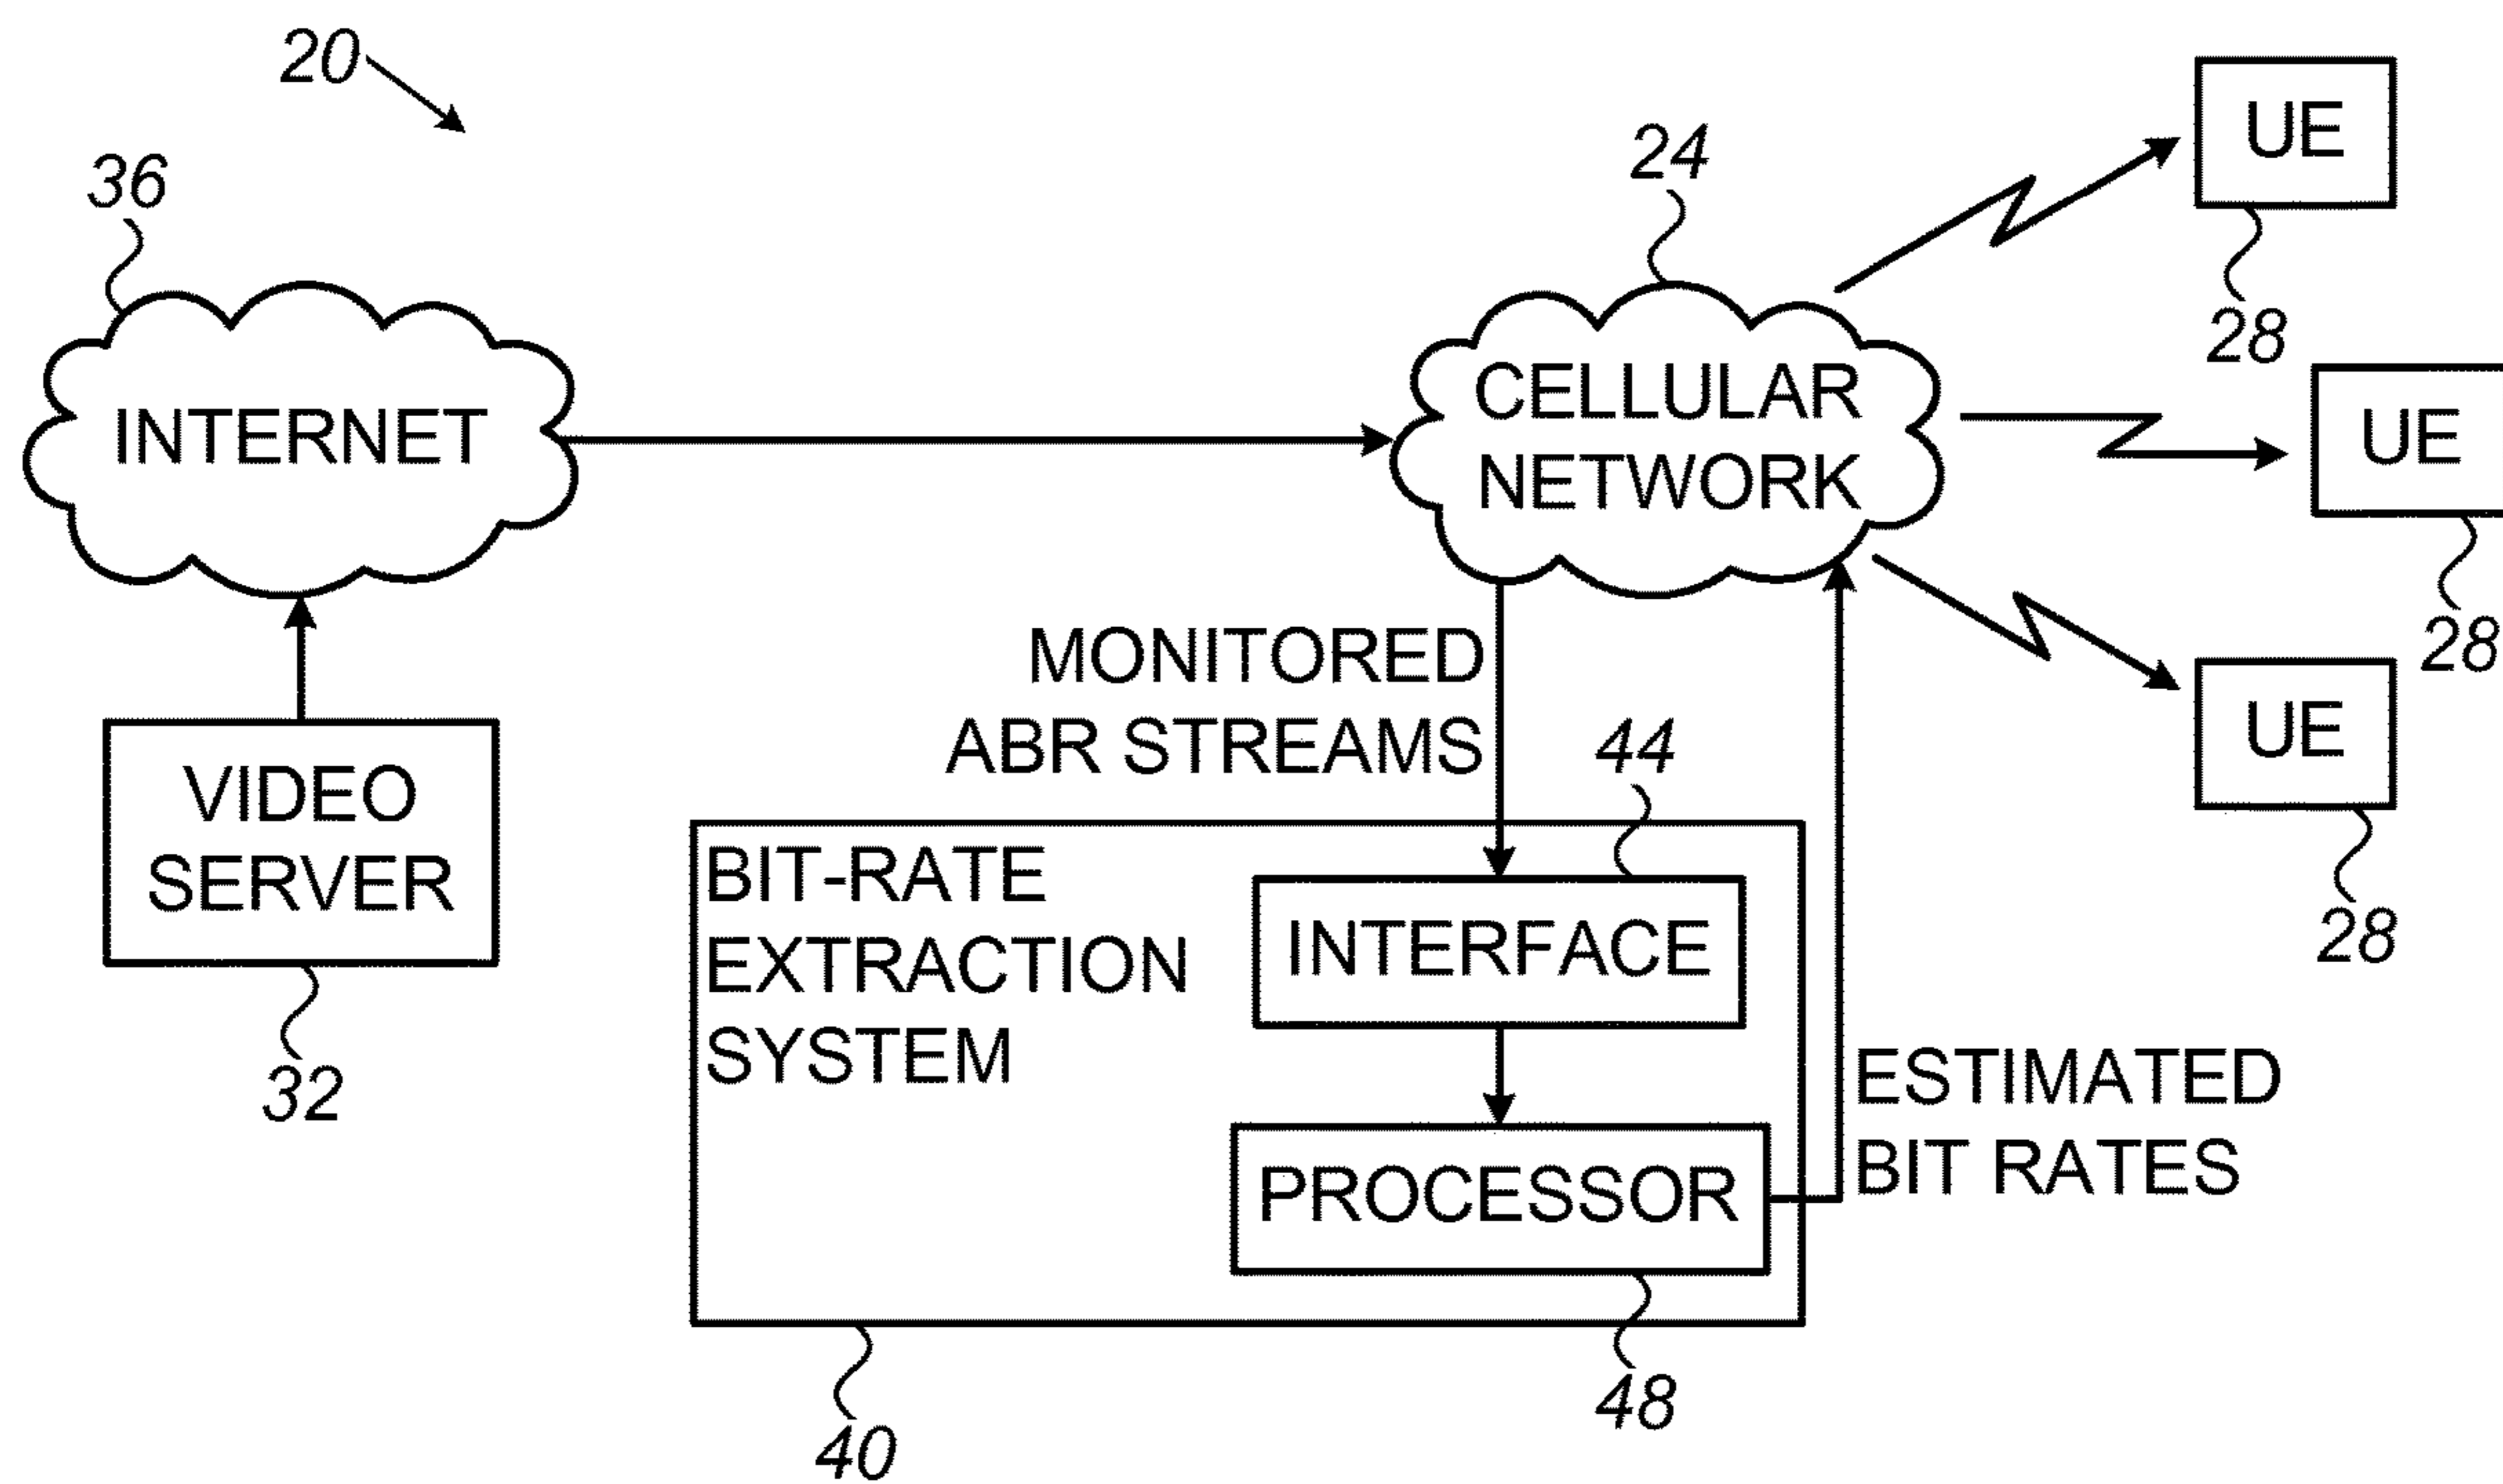 20
36
24
UE
28
INTERNET
CELLULAR
NETWORK
UE
28
MONITORED
ABR STREAMS
UE
28
VIDEO
SERVER
32
44
BIT-RATE
EXTRACTION
SYSTEM
INTERFACE
PROCESSOR
ESTIMATED
BIT RATES
48
40